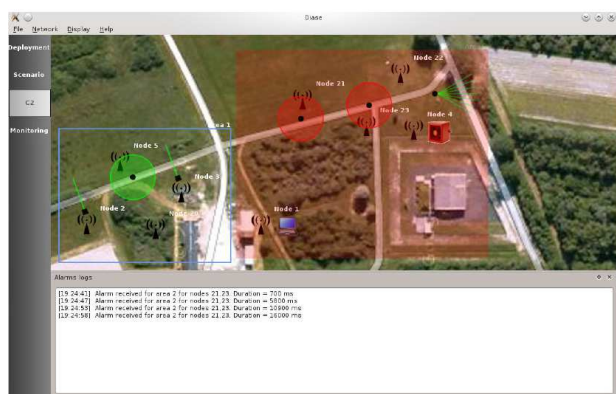 Biase
File Network Display Help
Deployment
Scenario
C2
Monitoring
Node 22
Node 21
Node 23
Node 4
Node 5
Node 3
Node 2
Node 1
Alarms logs
[19:24:41] Alarm received for area 2 for nodes 21,23. Duration = 700 ms
[19:24:47] Alarm received for area 2 for nodes 21,23. Duration = 5800 ms
[19:24:53] Alarm received for area 2 for nodes 21,23. Duration = 10900 ms
[19:24:58] Alarm received for area 2 for nodes 21,23. Duration = 16000 ms